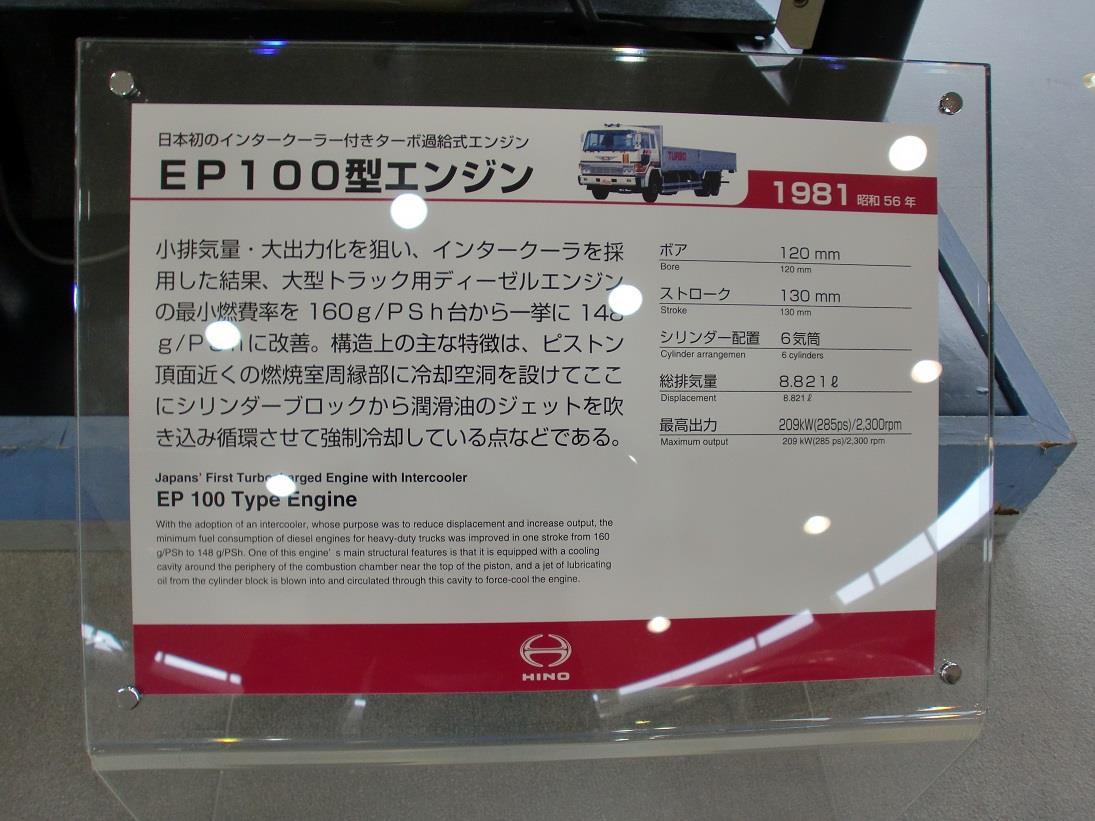 日本初のインタークーラー付きターボ過給式エンジン
EP100型エンジン
TURBO
1981 昭和56年
小排気量・大出力化を狙い、インタークーラを採
用した結果、大型トラック用ディーゼルエンジン
の最小燃費率を160g/PSh台から一挙に148
g/PShに改善。構造上の主な特徴は、ピストン
頂面近くの燃焼室周縁部に冷却空洞を設けてここ
にシリンダーブロックから潤滑油のジェットを吹
き込み循環させて強制冷却している点などである。
Japans' First Turbocharged Engine with Intercooler
EP 100 Type Engine
With the adoption of an intercooler, whose purpose was to reduce displacement and increase output, the
minimum fuel consumption of diesel engines for heavy-duty trucks was improved in one stroke from 160
g/PSh to 148 g/PSh. One of this engine's main structural features is that it is equipped with a cooling
cavity around the periphery of the combustion chamber near the top of the piston, and a jet of lubricating
oil from the cylinder block is blown into and circulated through this cavity to force-cool the engine.
ボア 120 mm
Bore 120 mm
ストローク 130 mm
Stroke 130 mm
シリンダー配置 6気筒
Cylinder arrangemen 6 cylinders
総排気量 8.821ℓ
Displacement 8.821ℓ
最高出力 209kW(285ps)/2,300rpm
Maximum output 209 kW(285 ps)/2,300 rpm
HINO